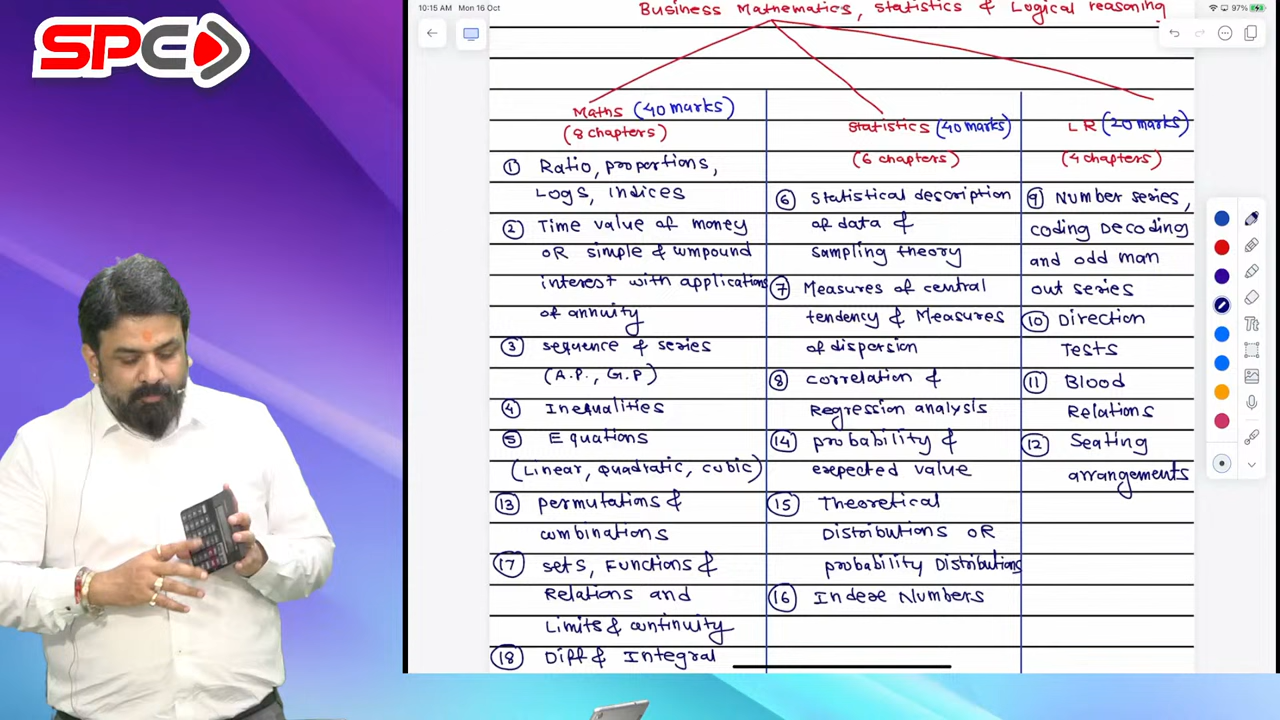 SPC
10:15 AM Mon 16 Oct
97%
Business Mathematics, statistics & Logical reasoning
Maths (40 marks)
(8 chapters)
① Ratio, proportions,
Logs, Indices
② Time value of money
OR simple & compound
interest with applications
of annuity
③ sequence & series
(A.P., G.P)
④ Inequalities
⑤ Equations
(Linear, quadratic, cubic)
⑬ permutations &
combinations
⑰ sets, Functions &
Relations and
Limits & continuity
⑱ Diff & Integral
Statistics (40 marks)
(6 chapters)
⑥ Statistical description
of data &
sampling theory
⑦ Measures of central
tendency & Measures
of dispersion
⑧ correlation &
Regression analysis
⑭ probability &
expected value
⑮ Theoretical
Distributions OR
probability Distributions
⑯ Index Numbers
LR (20 marks)
(4 chapters)
⑨ Number series,
coding Decoding
and odd man
out series
⑩ Direction
Tests
⑪ Blood
Relations
⑫ Seating
arrangements
Tt